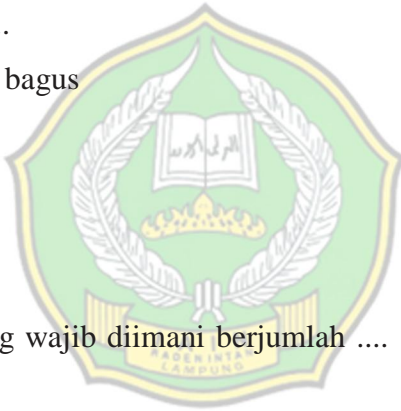 .
bagus
g wajib diimani berjumlah ....
RADEN INTAN
LAMPUNG